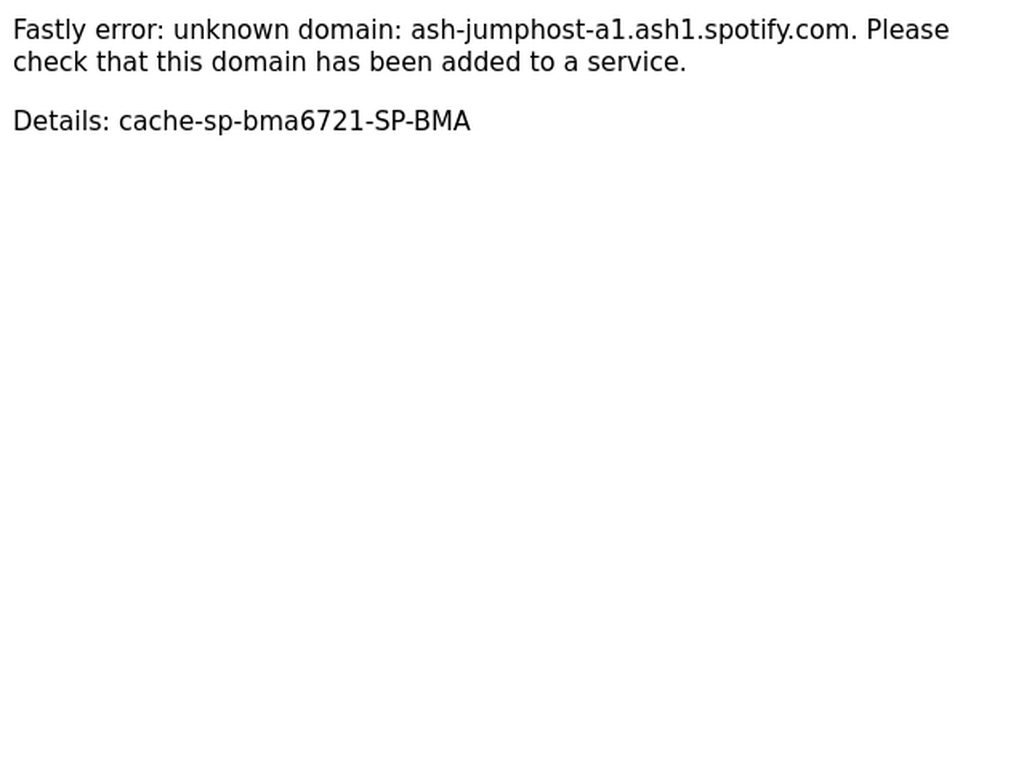 Fastly error: unknown domain: ash-jumphost-a1.ash1.spotify.com. Please
check that this domain has been added to a service.
Details: cache-sp-bma6721-SP-BMA